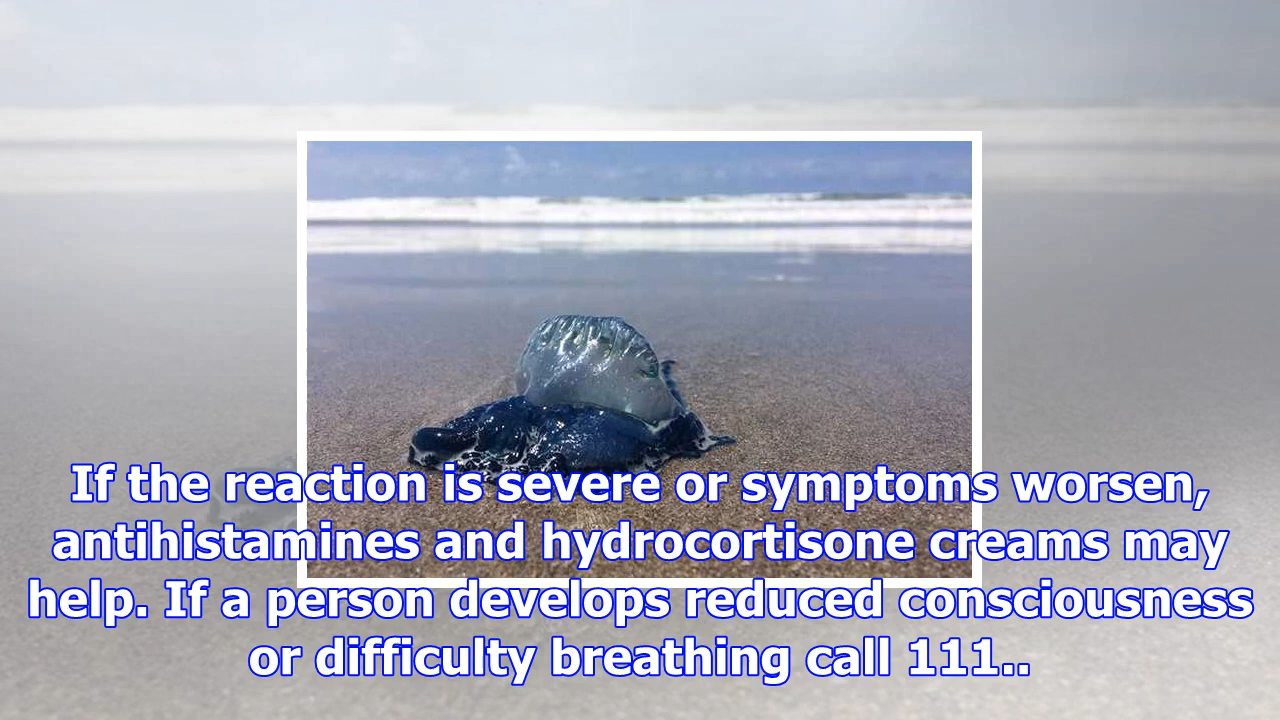 If the reaction is severe or symptoms worsen,
antihistamines and hydrocortisone creams may
help. If a person develops reduced consciousness
or difficulty breathing call 111..